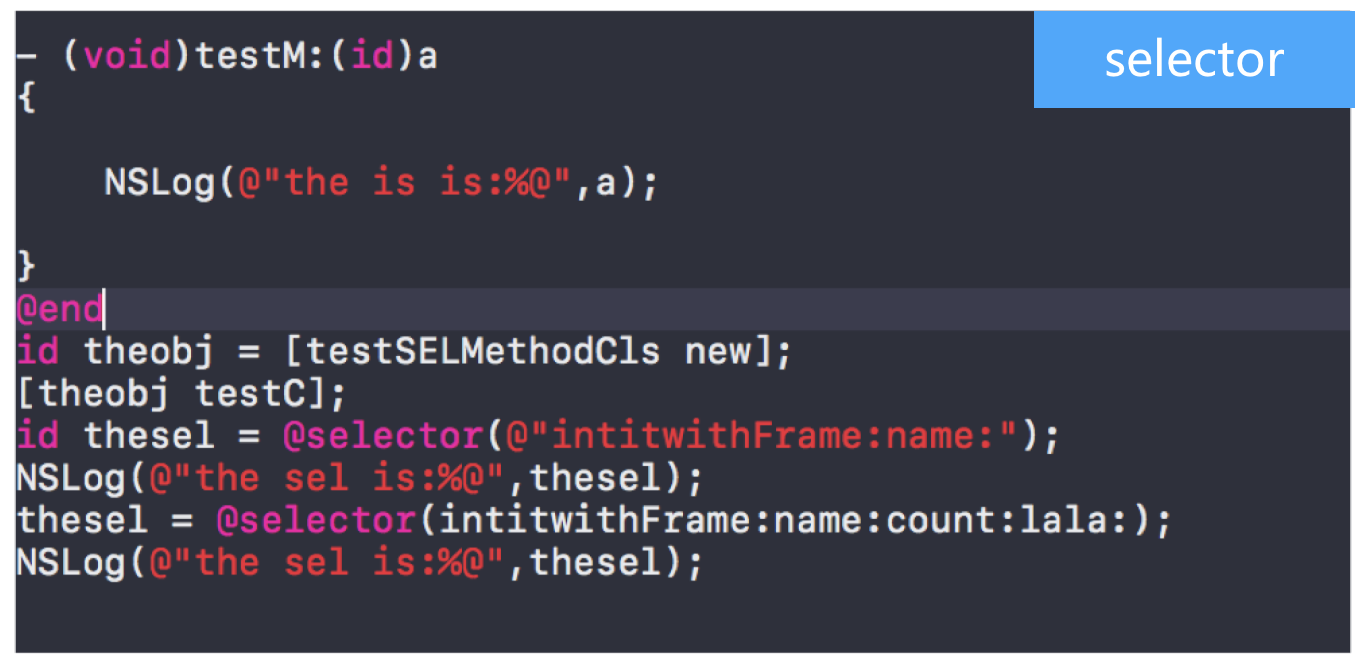 selector
- (void)testM:(id)a
{
NSLog(@"the is is:%@",a);
}
@end
id theobj = [testSELMethodCls new];
[theobj testC];
id thesel = @selector(@"intitwithFrame:name:");
NSLog(@"the sel is:%@",thesel);
thesel = @selector(intitwithFrame:name:count:lala:);
NSLog(@"the sel is:%@",thesel);